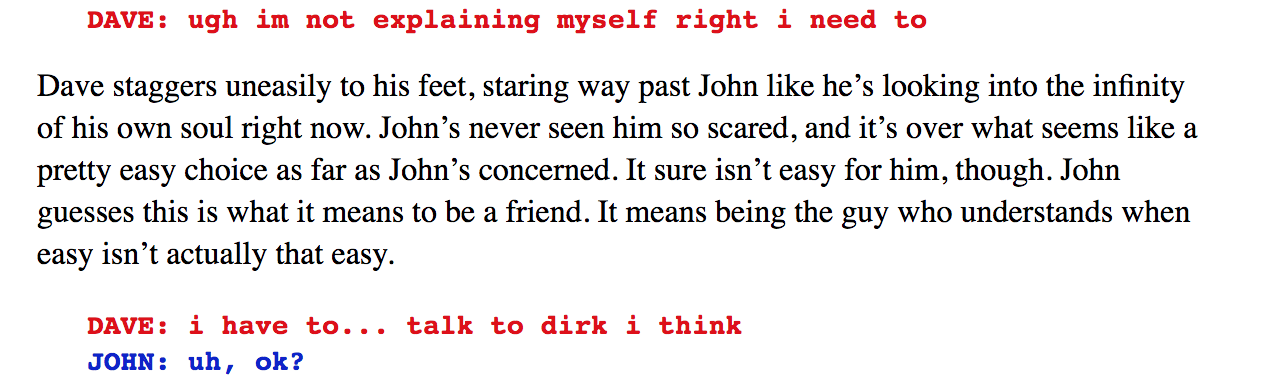 DAVE: ugh im not explaining myself right i need to
Dave staggers uneasily to his feet, staring way past John like he’s looking into the infinity
of his own soul right now. John’s never seen him so scared, and it’s over what seems like a
pretty easy choice as far as John’s concerned. It sure isn’t easy for him, though. John
guesses this is what it means to be a friend. It means being the guy who understands when
easy isn’t actually that easy.
DAVE: i have to... talk to dirk i think
JOHN: uh, ok?